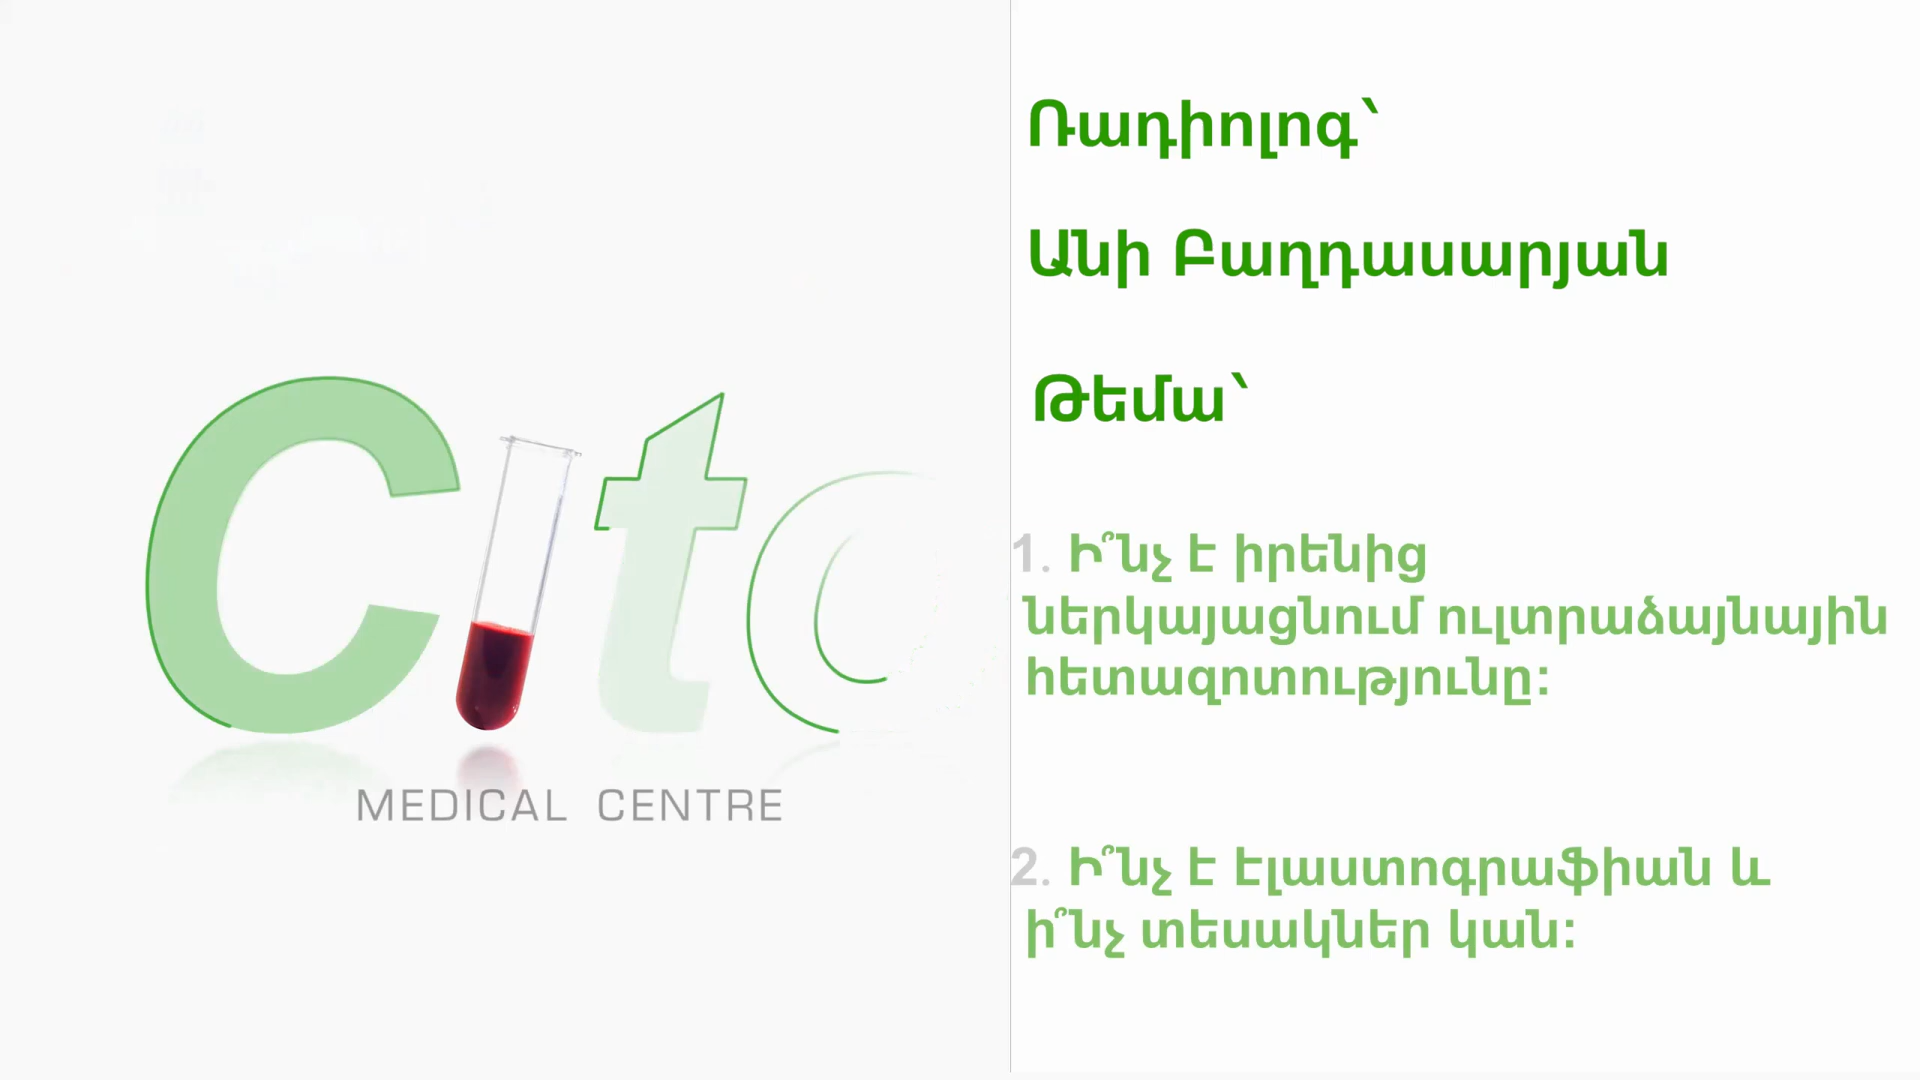 Cito
MEDICAL CENTRE
Ռադիոլոգ՝
Անի Բաղդասարյան
Թեմա՝
1. Ի՞նչ է իրենից
ներկայացնում ուլտրաձայնային
հետազոտությունը:
2. Ի՞նչ է էլաստոգրաֆիան և
ի՞նչ տեսակներ կան: